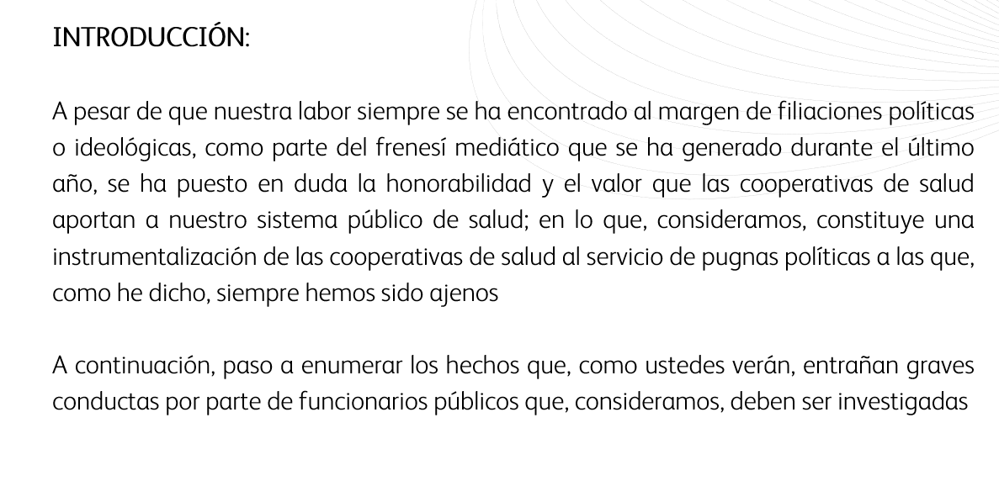 INTRODUCCIÓN:
A pesar de que nuestra labor siempre se ha encontrado al margen de filiaciones políticas
o ideológicas, como parte del frenesí mediático que se ha generado durante el último
año, se ha puesto en duda la honorabilidad y el valor que las cooperativas de salud
aportan a nuestro sistema público de salud; en lo que, consideramos, constituye una
instrumentalización de las cooperativas de salud al servicio de pugnas políticas a las que,
como he dicho, siempre hemos sido ajenos
A continuación, paso a enumerar los hechos que, como ustedes verán, entrañan graves
conductas por parte de funcionarios públicos que, consideramos, deben ser investigadas